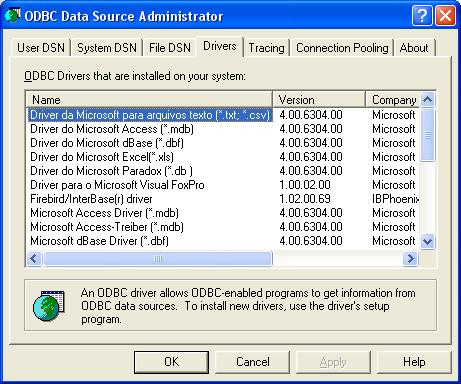 ODBC Data Source Administrator
User DSN System DSN File DSN Drivers Tracing Connection Pooling About
ODBC Drivers that are installed on your system:
Name Version Company
Driver da Microsoft para arquivos texto (*.txt; *.csv) 4.00.6304.00 Microsoft
Driver do Microsoft Access (*.mdb) 4.00.6304.00 Microsoft
Driver do Microsoft dBase (*.dbf) 4.00.6304.00 Microsoft
Driver do Microsoft Excel(*.xls) 4.00.6304.00 Microsoft
Driver do Microsoft Paradox (*.db ) 4.00.6304.00 Microsoft
Driver para o Microsoft Visual FoxPro 1.00.02.00 Microsoft
Firebird/InterBase(r) driver 1.02.00.69 IBPhoenix
Microsoft Access Driver (*.mdb) 4.00.6304.00 Microsoft
Microsoft Access-Treiber (*.mdb) 4.00.6304.00 Microsoft
Microsoft dBase Driver (*.dbf) 4.00.6304.00 Microsoft
An ODBC driver allows ODBC-enabled programs to get information from
ODBC data sources. To install new drivers, use the driver's setup
program.
OK Cancel Apply Help